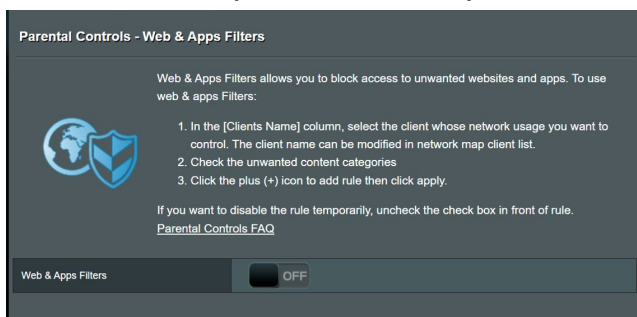 Parental Controls - Web & Apps Filters
Web & Apps Filters allows you to block access to unwanted websites and apps. To use
web & apps Filters:
1. In the [Clients Name] column, select the client whose network usage you want to
control. The client name can be modified in network map client list.
2. Check the unwanted content categories
3. Click the plus (+) icon to add rule then click apply.
If you want to disable the rule temporarily, uncheck the check box in front of rule.
Parental Controls FAQ
Web & Apps Filters
OFF